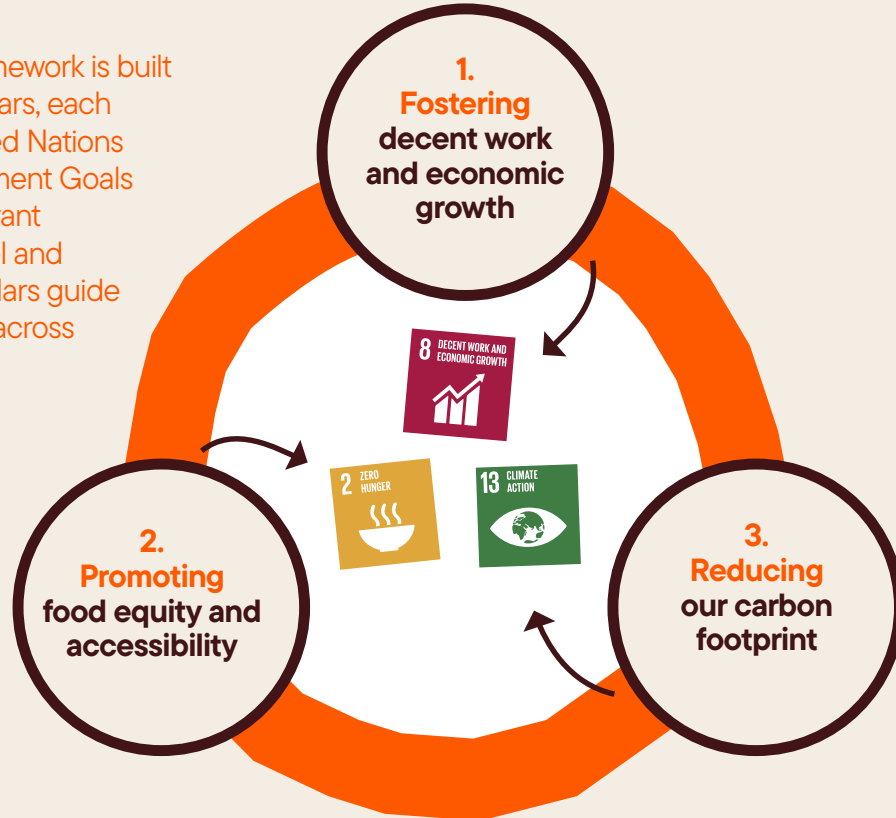 nework is built
ars, each
ed Nations
ment Goals
rant
l and
lars guide
across
1.
Fostering
decent work
and economic
growth
8 DECENT WORK AND
ECONOMIC GROWTH
2 ZERO
HUNGER
13 CLIMATE
ACTION
2.
Promoting
food equity and
accessibility
3.
Reducing
our carbon
footprint